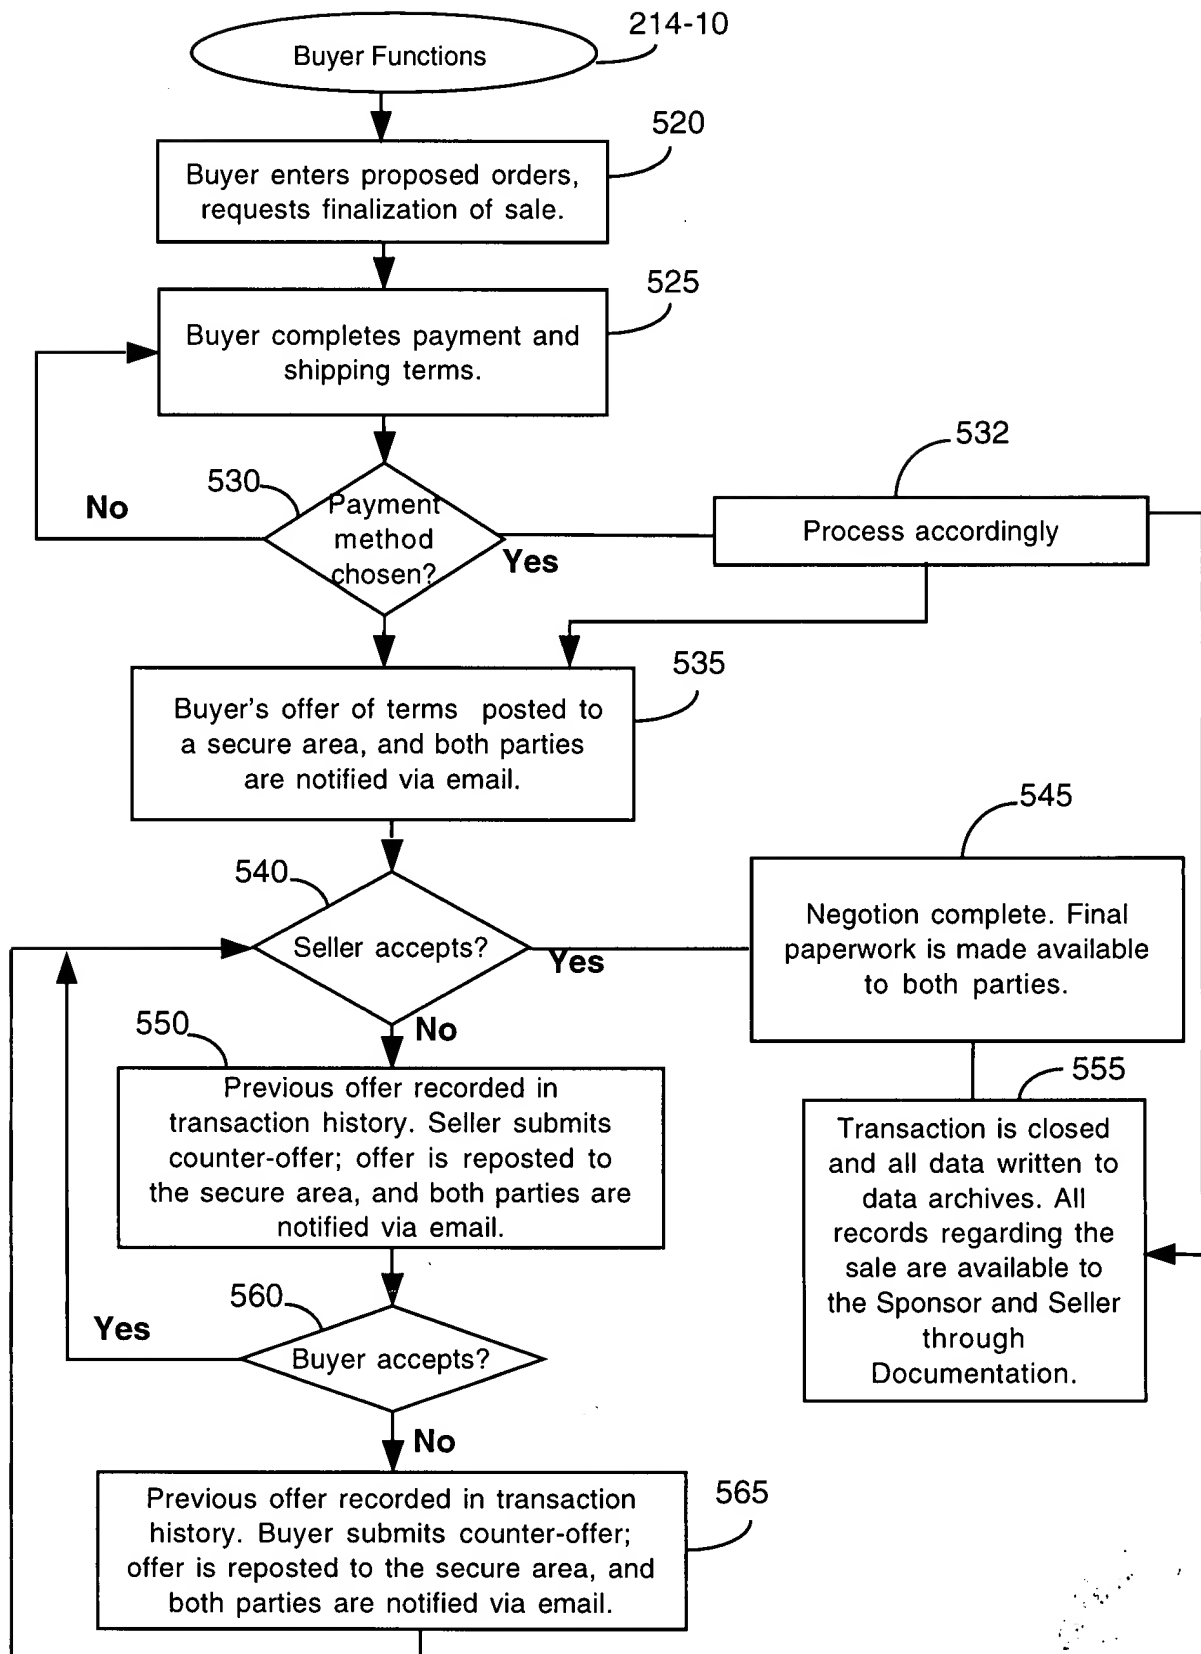 214-10
Buyer Functions
520
Buyer enters proposed orders,
requests finalization of sale.
525
Buyer completes payment and
shipping terms.
532
530
No
Payment
method
chosen?
Yes
Process accordingly
535
Buyer's offer of terms posted to
a secure area, and both parties
are notified via email.
545
540
Seller accepts?
Yes
Negotion complete. Final
paperwork is made available
to both parties.
No
550
Previous offer recorded in
transaction history. Seller submits
counter-offer; offer is reposted to
the secure area, and both parties are
notified via email.
555
Transaction is closed
and all data written to
data archives. All
records regarding the
sale are available to
the Sponsor and Seller
through
Documentation.
560
Yes
Buyer accepts?
No
565
Previous offer recorded in transaction
history. Buyer submits counter-offer;
offer is reposted to the secure area, and
both parties are notified via email.